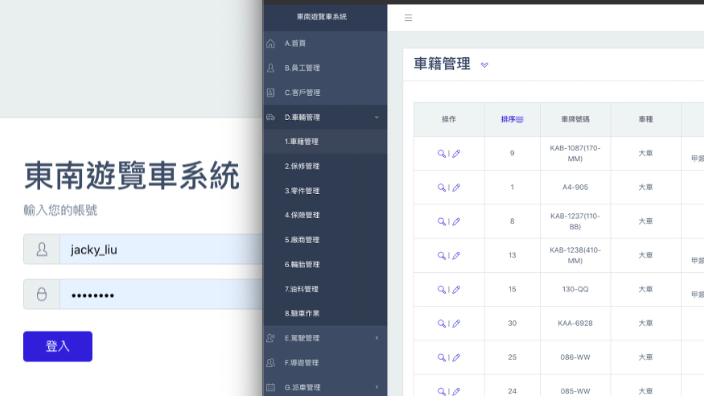 東南遊覽車系統
輸入您的帳號
jacky_liu
••••••••
登入
東南遊覽車系統
A.首頁
B.員工管理
C.客戶管理
D.車輛管理
1.車籍管理
2.保修管理
3.零件管理
4.保險管理
5.廠商管理
6.輪胎管理
7.油料管理
8.驗車作業
E.駕駛管理
F.導遊管理
G.派車管理
車籍管理
操作 排序 車牌號碼 車種
9 KAB-1087(170-MM) 大車
1 A4-905 大車
8 KAB-1237(110-BB) 大車
13 KAB-1238(410-MM) 大車
15 130-QQ 大車
30 KAA-6928 大車
25 086-WW 大車
24 085-WW 大車